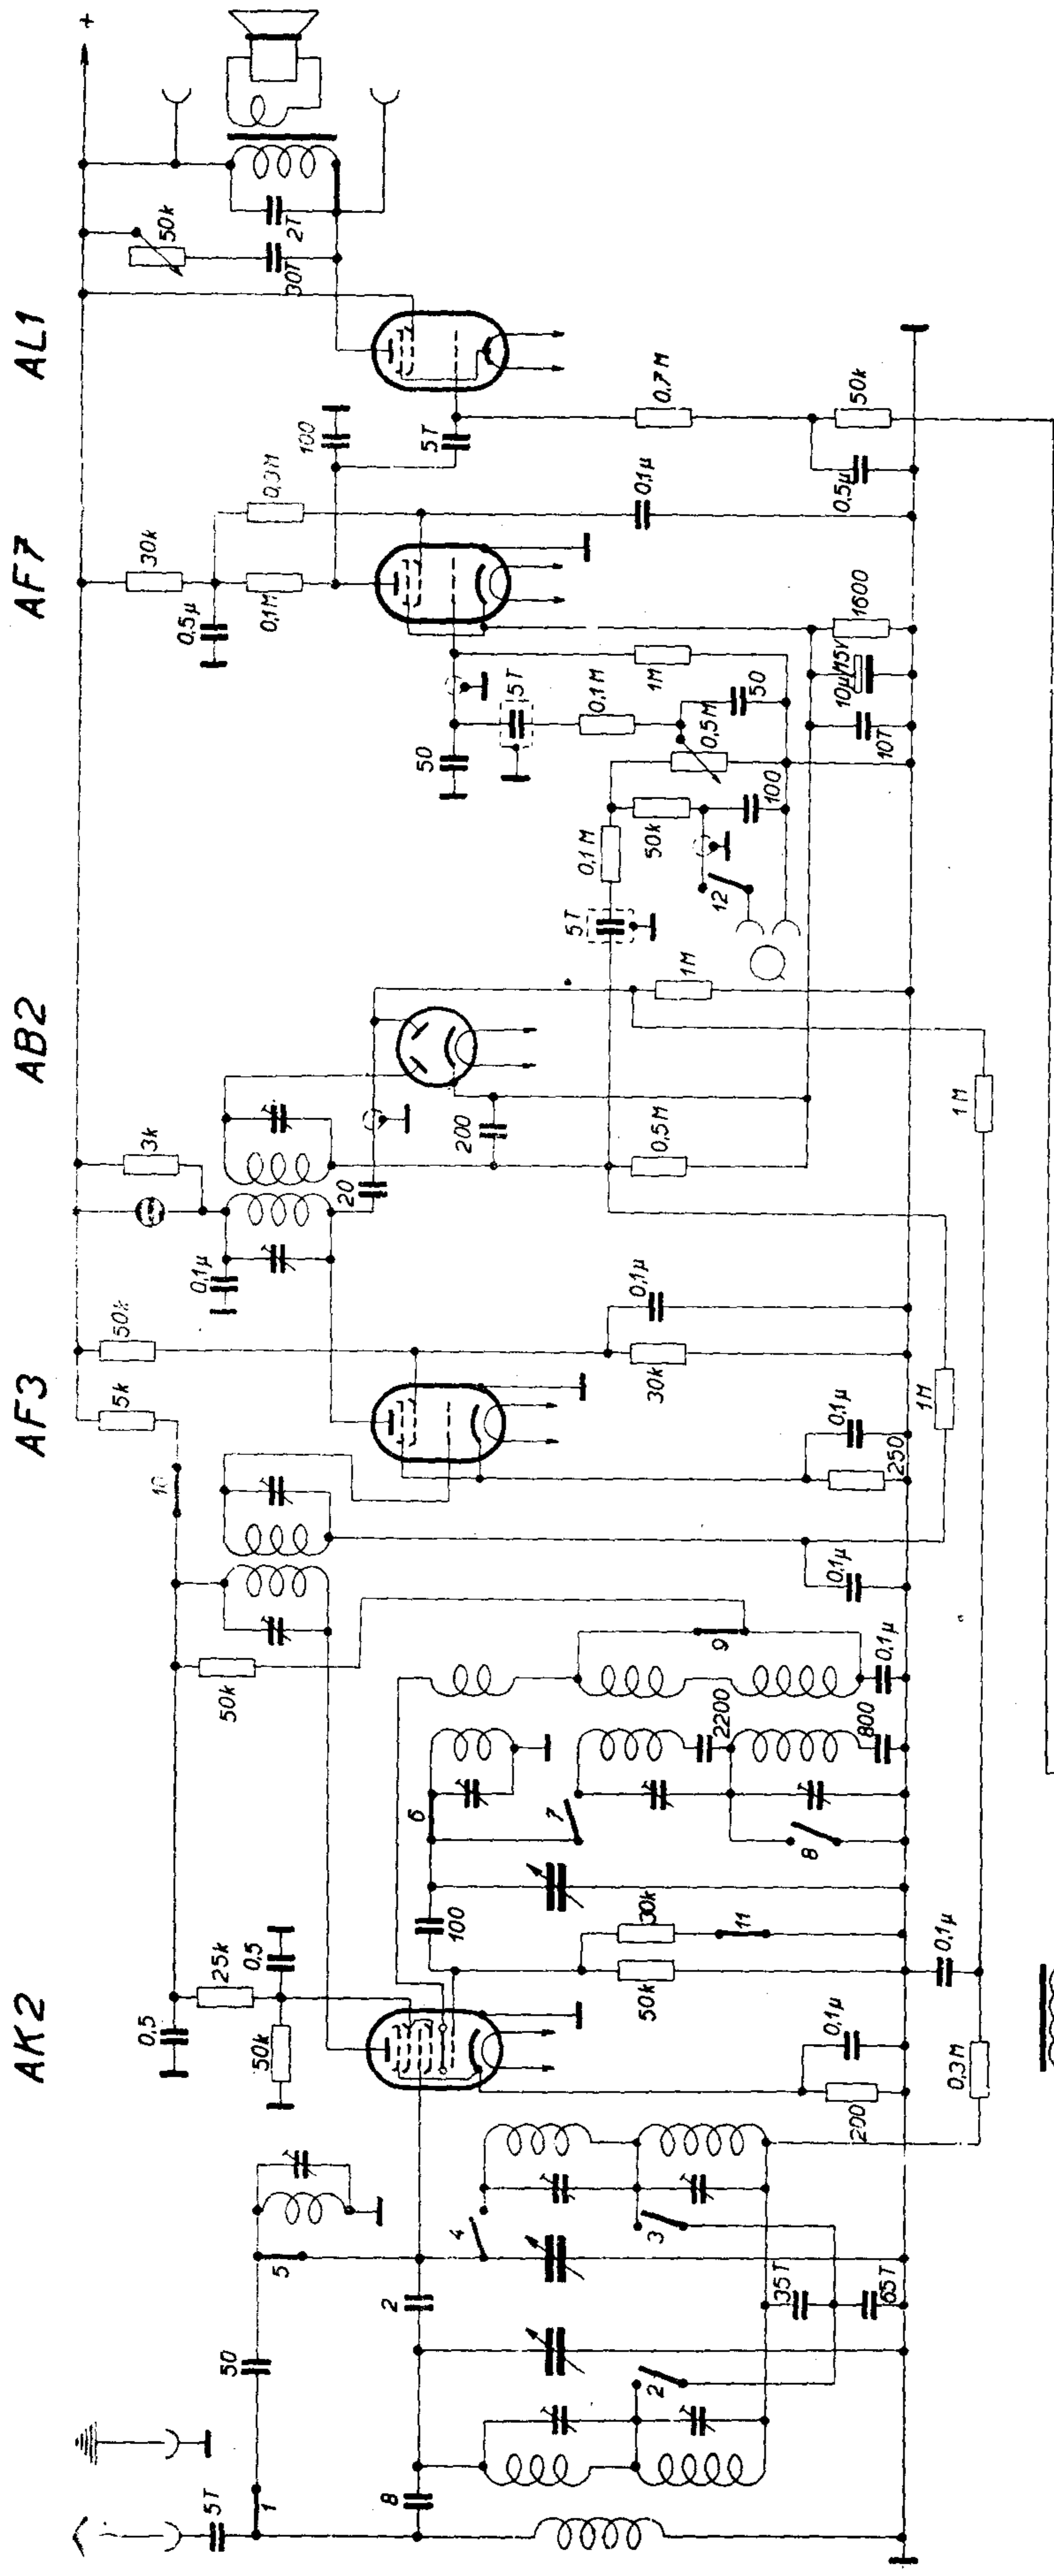 AK2
AF3
AB2
AF7
AL1
+
5T
1
50
5
8
2
2
4
3
35T
65T
0,5
25k
0,5
50k
200
0,1µ
0,3M
0,1µ
100
50k
30k
11
6
7
8
2200
800
9
0,1µ
50k
10
5k
50k
0,1µ
250
0,1µ
1M
30k
0,1µ
0,1µ
3k
20
200
0,5M
1M
1M
5T
0,1M
50k
12
100
0,5M
50
0,1M
5T
50
1M
10T
10µ/15V
1600
0,5µ
30k
0,1M
100
5T
0,1µ
0,7M
0,5µ
50k
50k
30T
2T